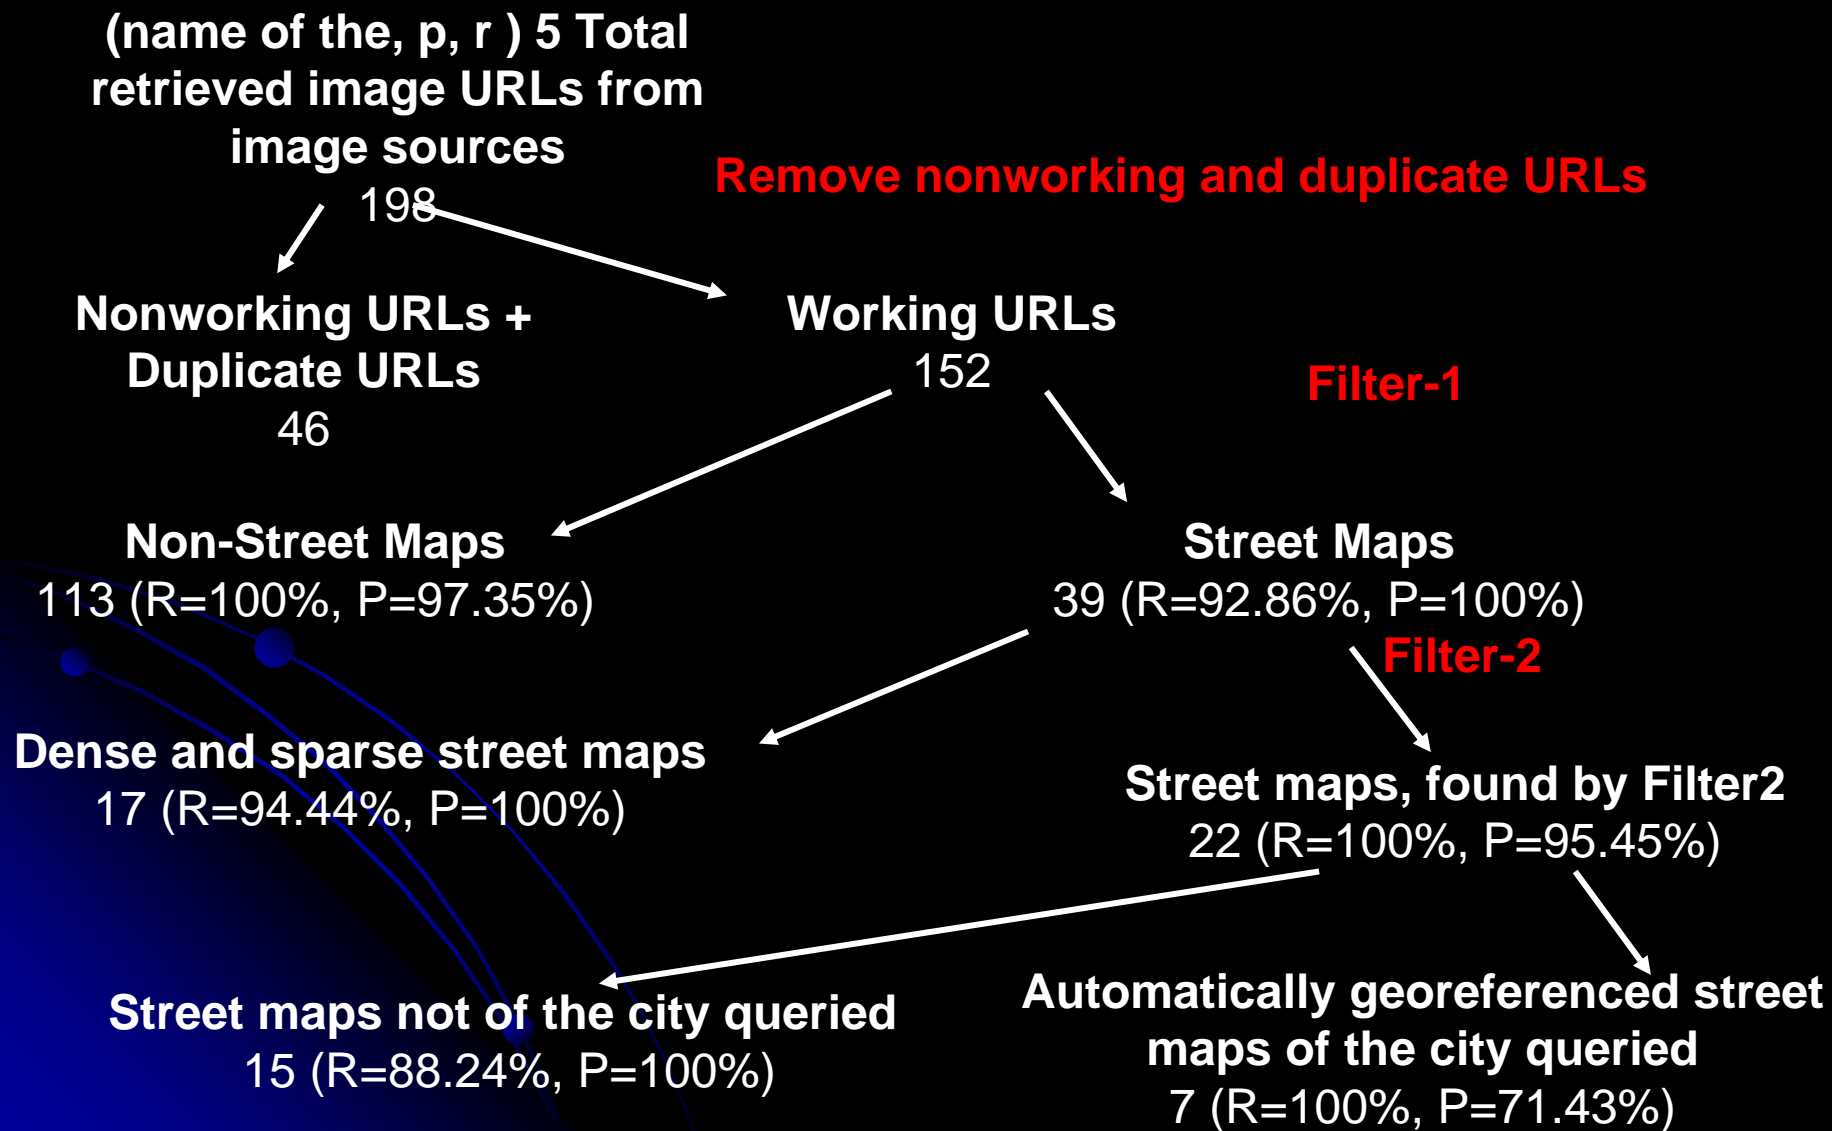 (name of the, p, r ) 5 Total
retrieved image URLs from
image sources
198
Remove nonworking and duplicate URLs
Nonworking URLs +
Duplicate URLs
46
Working URLs
152
Filter-1
Non-Street Maps
113 (R=100%, P=97.35%)
Street Maps
39 (R=92.86%, P=100%)
Filter-2
Dense and sparse street maps
17 (R=94.44%, P=100%)
Street maps, found by Filter2
22 (R=100%, P=95.45%)
Street maps not of the city queried
15 (R=88.24%, P=100%)
Automatically georeferenced street
maps of the city queried
7 (R=100%, P=71.43%)